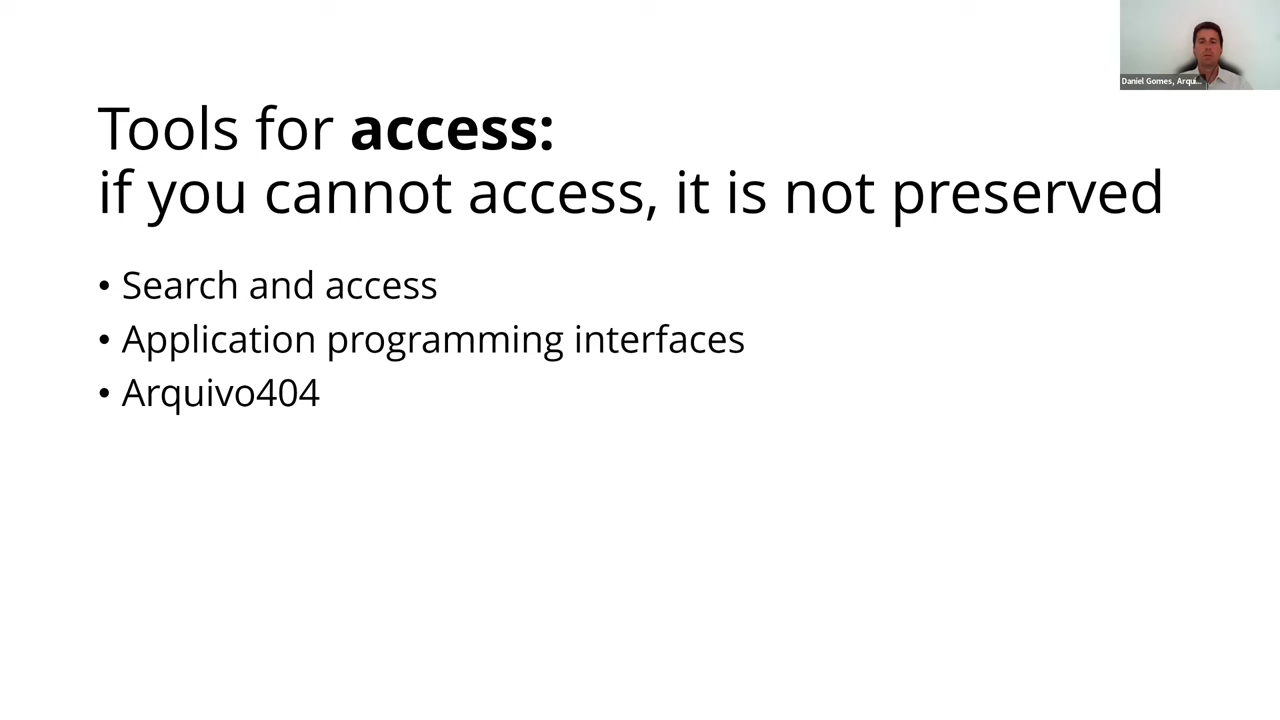 Daniel Gomes, Arqui...
Tools for access:
if you cannot access, it is not preserved
• Search and access
• Application programming interfaces
• Arquivo404